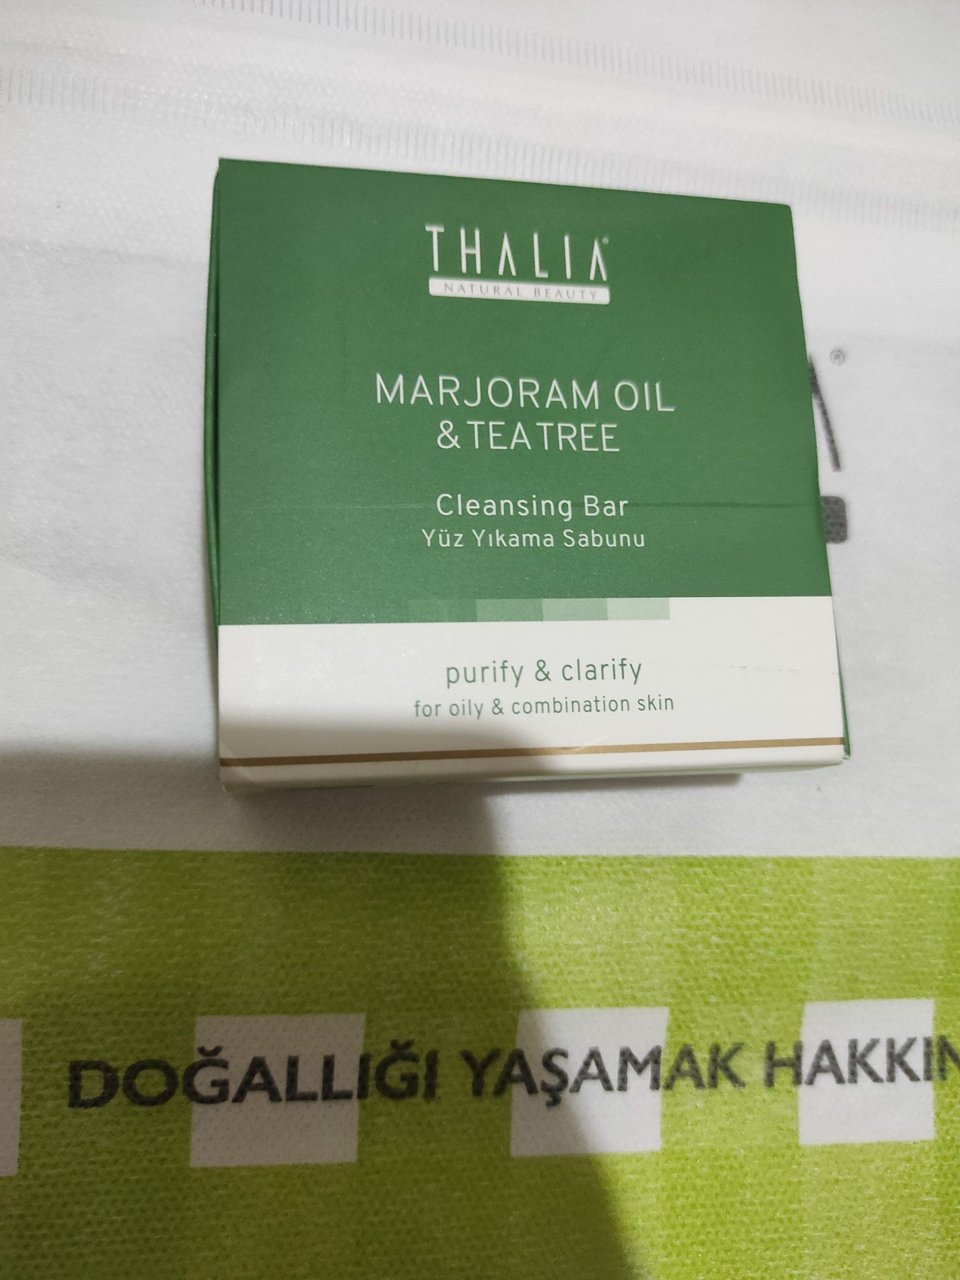 THALIA®
NATURAL BEAUTY
MARJORAM OIL
& TEA TREE
Cleansing Bar
Yüz Yıkama Sabunu
purify & clarify
for oily & combination skin
®
DOĞALLIĞI YAŞAMAK HAKKIN